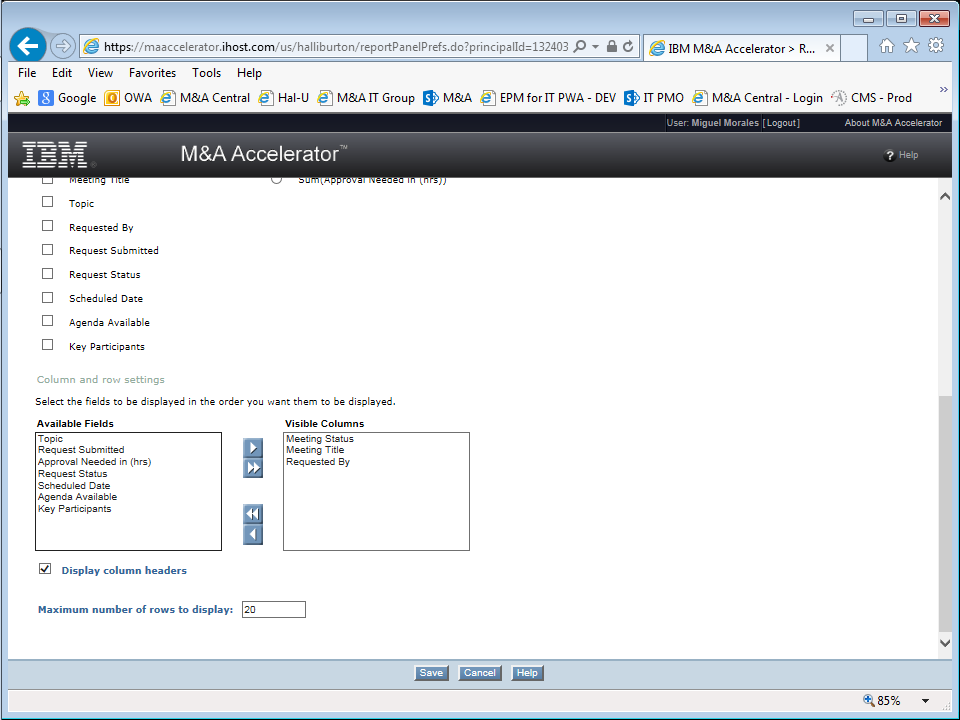 https://maaccelerator.ihost.com/us/halliburton/reportPanelPrefs.do?principalId=132403
IBM M&A Accelerator > R...
File Edit View Favorites Tools Help
Google OWA M&A Central Hal-U M&A IT Group M&A EPM for IT PWA - DEV IT PMO M&A Central - Login CMS - Prod
User: Miguel Morales [Logout] About M&A Accelerator
IBM M&A Accelerator™ Help
Meeting Title Sum(Approval Needed in (hrs))
Topic
Requested By
Request Submitted
Request Status
Scheduled Date
Agenda Available
Key Participants
Column and row settings
Select the fields to be displayed in the order you want them to be displayed.
Available Fields Visible Columns
Topic Meeting Status
Request Submitted Meeting Title
Approval Needed in (hrs) Requested By
Request Status
Scheduled Date
Agenda Available
Key Participants
Display column headers
Maximum number of rows to display: 20
Save Cancel Help
85%